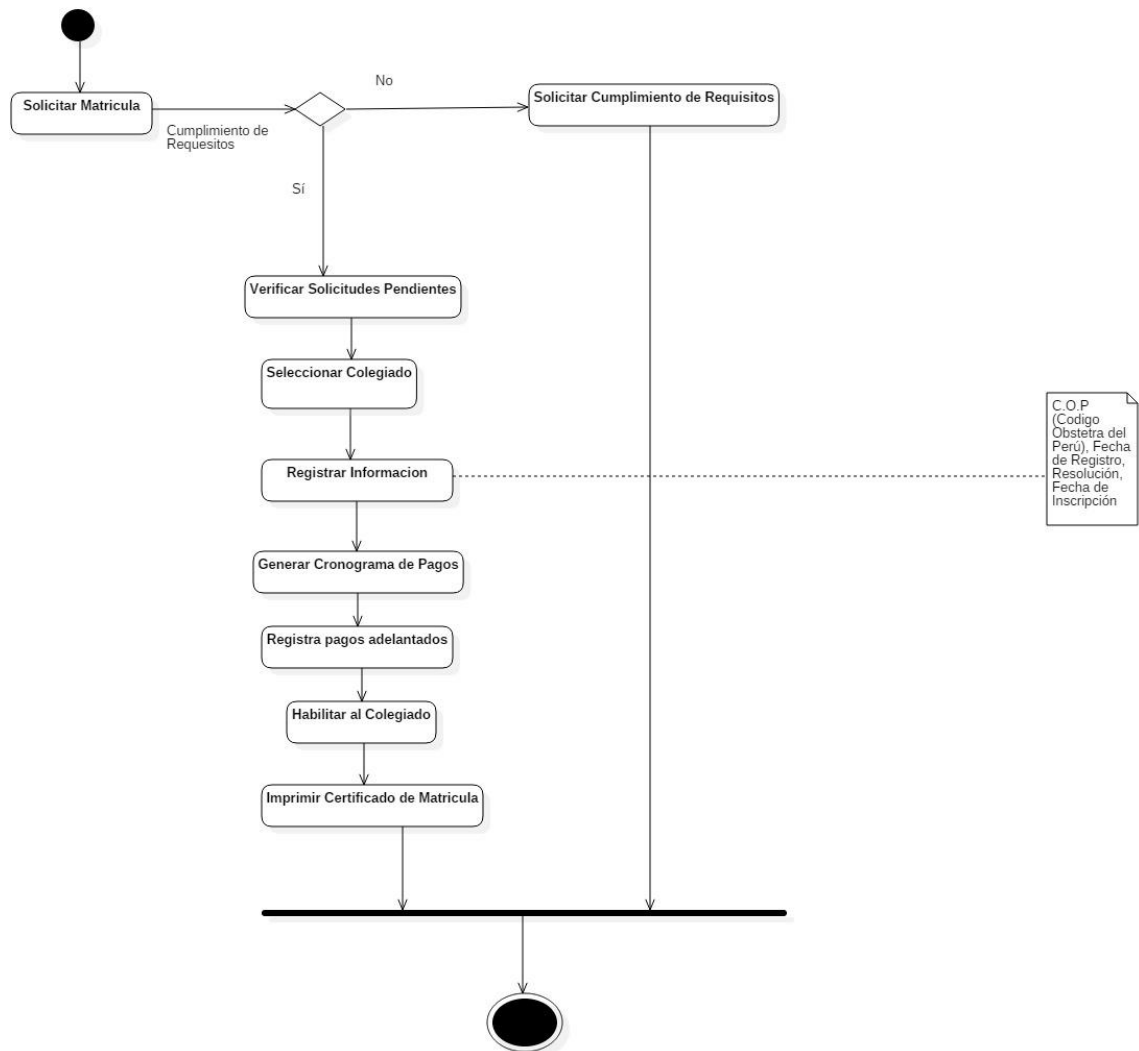 No
Solicitar Matricula
Solicitar Cumplimiento de Requisitos
Cumplimiento de
Requesitos
Sí
Verificar Solicitudes Pendientes
Seleccionar Colegiado
Registrar Informacion
C.O.P
(Codigo
Obstetra del
Perú), Fecha
de Registro,
Resolución,
Fecha de
Inscripción
Generar Cronograma de Pagos
Registra pagos adelantados
Habilitar al Colegiado
Imprimir Certificado de Matricula